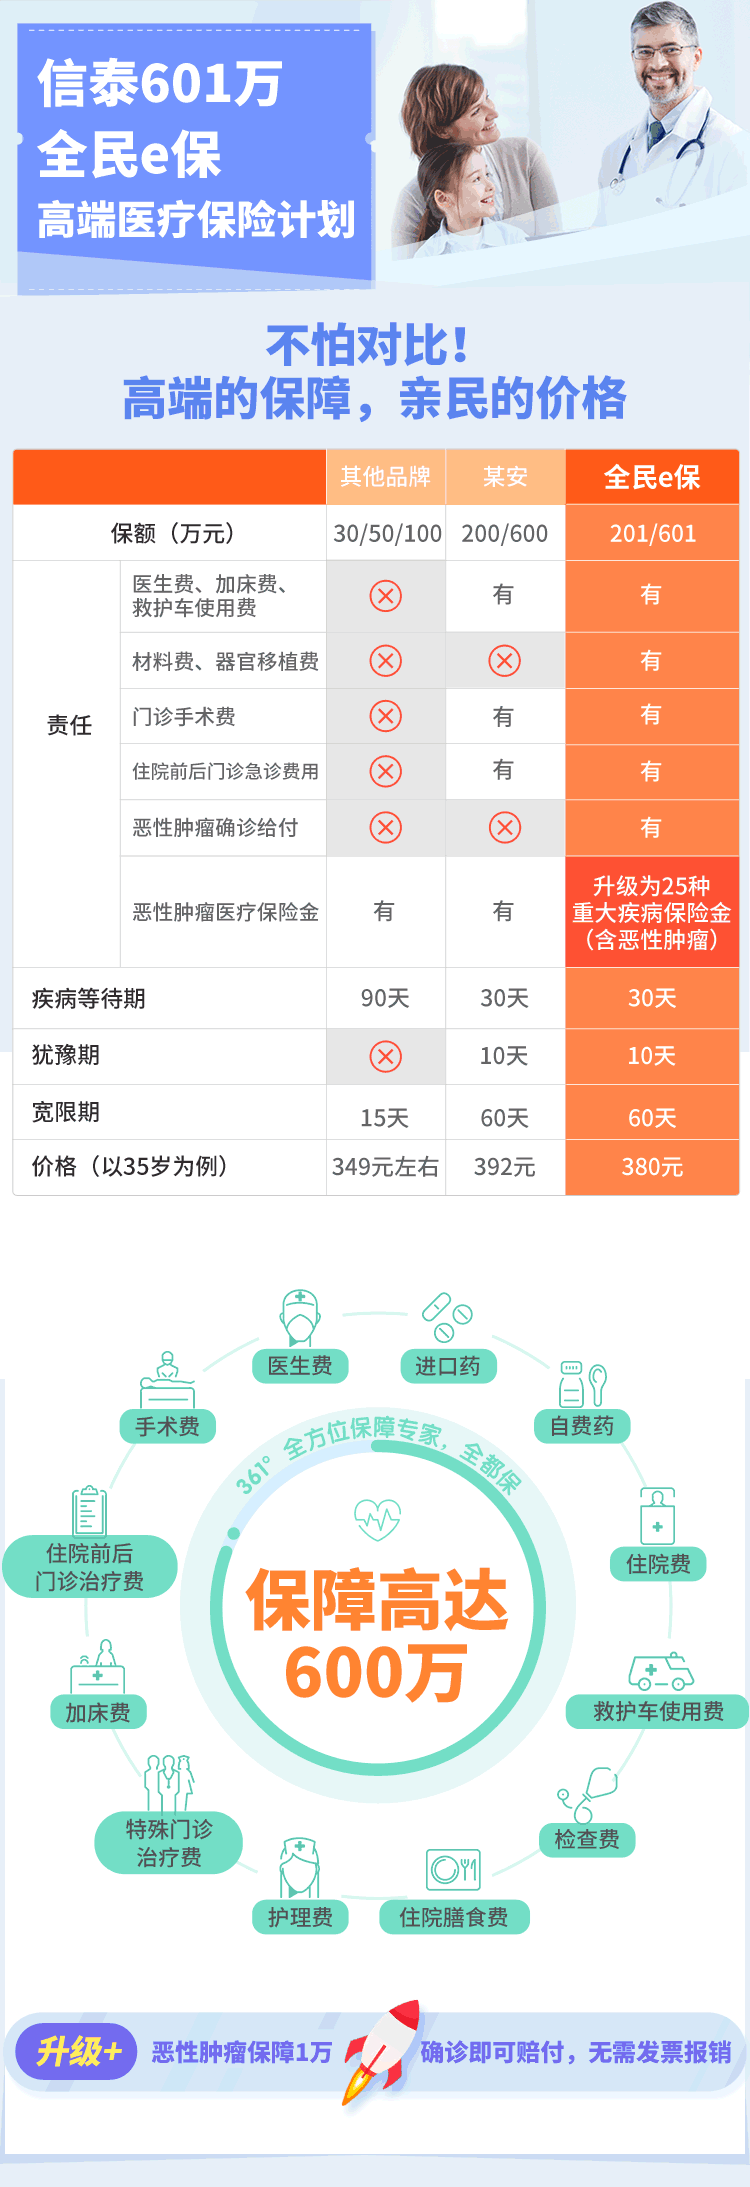 信泰601万
全民e保
高端医疗保险计划
不怕对比！
高端的保障，亲民的价格
其他品牌 某安 全民e保
保额（万元） 30/50/100 200/600 201/601
责任
医生费、加床费、
救护车使用费 有 有
材料费、器官移植费 有
门诊手术费 有 有
住院前后门诊急诊费用 有 有
恶性肿瘤确诊给付 有
恶性肿瘤医疗保险金 有 有
升级为25种
重大疾病保险金
（含恶性肿瘤）
疾病等待期 90天 30天 30天
犹豫期 10天 10天
宽限期 15天 60天 60天
价格（以35岁为例） 349元左右 392元 380元
医生费
进口药
手术费
自费药
361°全方位保障专家，全都保
住院前后
门诊治疗费
住院费
保障高达
600万
加床费
救护车使用费
特殊门诊
治疗费
检查费
护理费
住院膳食费
升级+ 恶性肿瘤保障1万 确诊即可赔付，无需发票报销